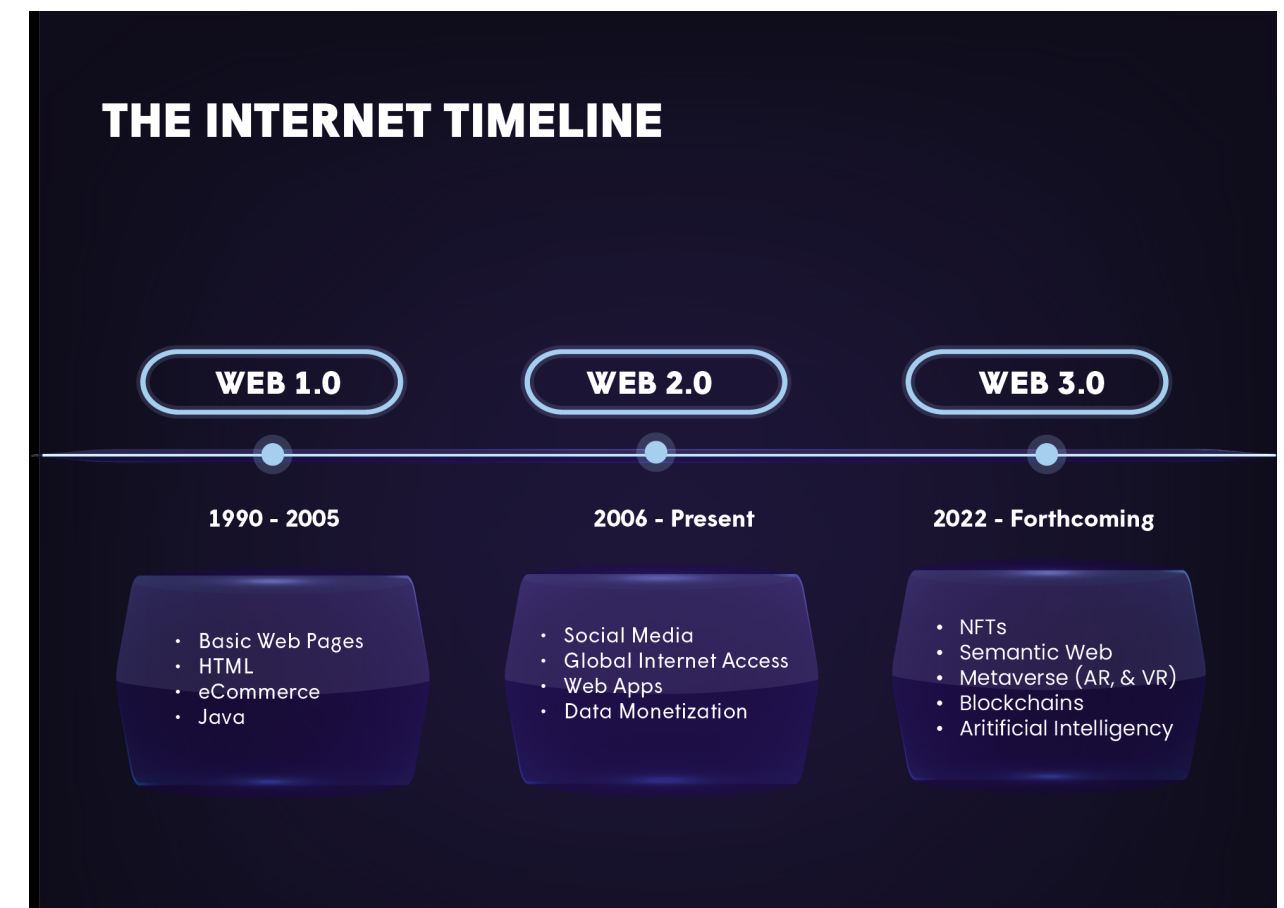 THE INTERNET TIMELINE
WEB 1.0
WEB 2.0
WEB 3.0
1990 - 2005
2006 - Present
2022 - Forthcoming
• Basic Web Pages
• HTML
• eCommerce
• Java
• Social Media
• Global Internet Access
• Web Apps
• Data Monetization
• NFTs
• Semantic Web
• Metaverse (AR, & VR)
• Blockchains
• Aritificial Intelligency